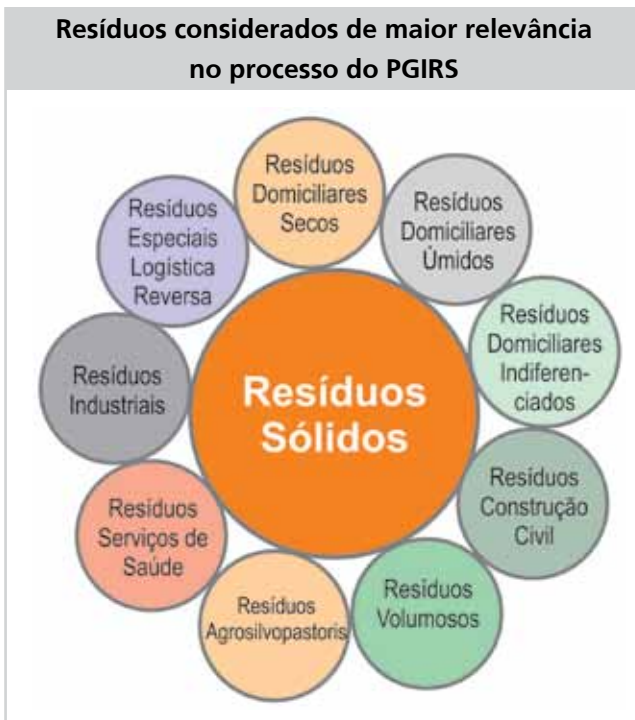 Resíduos considerados de maior relevância
no processo do PGIRS
Resíduos
Domiciliares
Secos
Resíduos
Domiciliares
Úmidos
Resíduos
Domiciliares
Indiferen-
ciados
Resíduos
Construção
Civil
Resíduos
Volumosos
Resíduos
Agrosilvopastoris
Resíduos
Serviços de
Saúde
Resíduos
Industriais
Resíduos
Especiais
Logística
Reversa
Resíduos
Sólidos